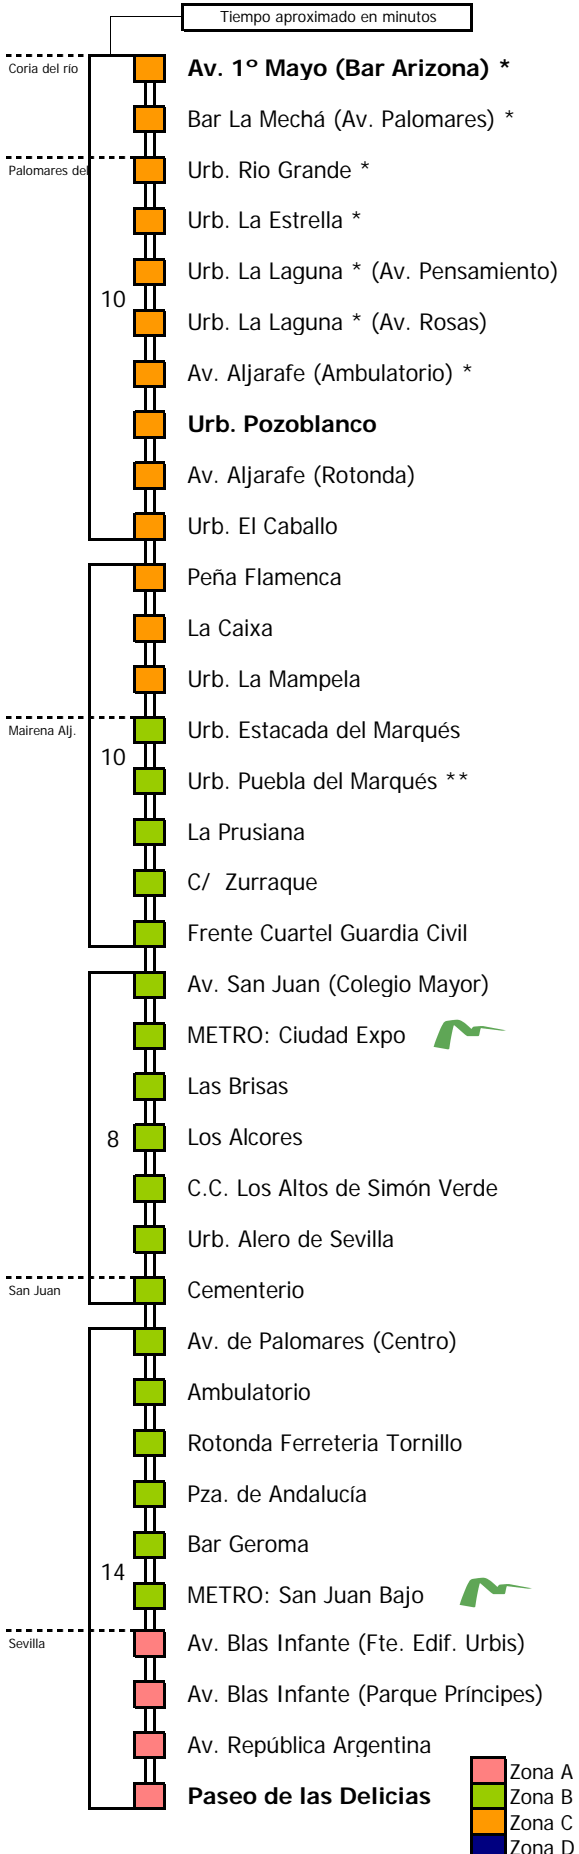 Tiempo aproximado en minutos
Coria del río
Av. 1º Mayo (Bar Arizona) *
Bar La Mechá (Av. Palomares) *
Palomares del
Urb. Rio Grande *
Urb. La Estrella *
Urb. La Laguna * (Av. Pensamiento)
10
Urb. La Laguna * (Av. Rosas)
Av. Aljarafe (Ambulatorio) *
Urb. Pozoblanco
Av. Aljarafe (Rotonda)
Urb. El Caballo
Peña Flamenca
La Caixa
Urb. La Mampela
Mairena Alj.
Urb. Estacada del Marqués
10
Urb. Puebla del Marqués **
La Prusiana
C/ Zurraque
Frente Cuartel Guardia Civil
Av. San Juan (Colegio Mayor)
METRO: Ciudad Expo
Las Brisas
8
Los Alcores
C.C. Los Altos de Simón Verde
Urb. Alero de Sevilla
San Juan
Cementerio
Av. de Palomares (Centro)
Ambulatorio
Rotonda Ferreteria Tornillo
Pza. de Andalucía
Bar Geroma
14
METRO: San Juan Bajo
Sevilla
Av. Blas Infante (Fte. Edif. Urbis)
Av. Blas Infante (Parque Príncipes)
Av. República Argentina
Paseo de las Delicias
Zona A
Zona B
Zona C
Zona D